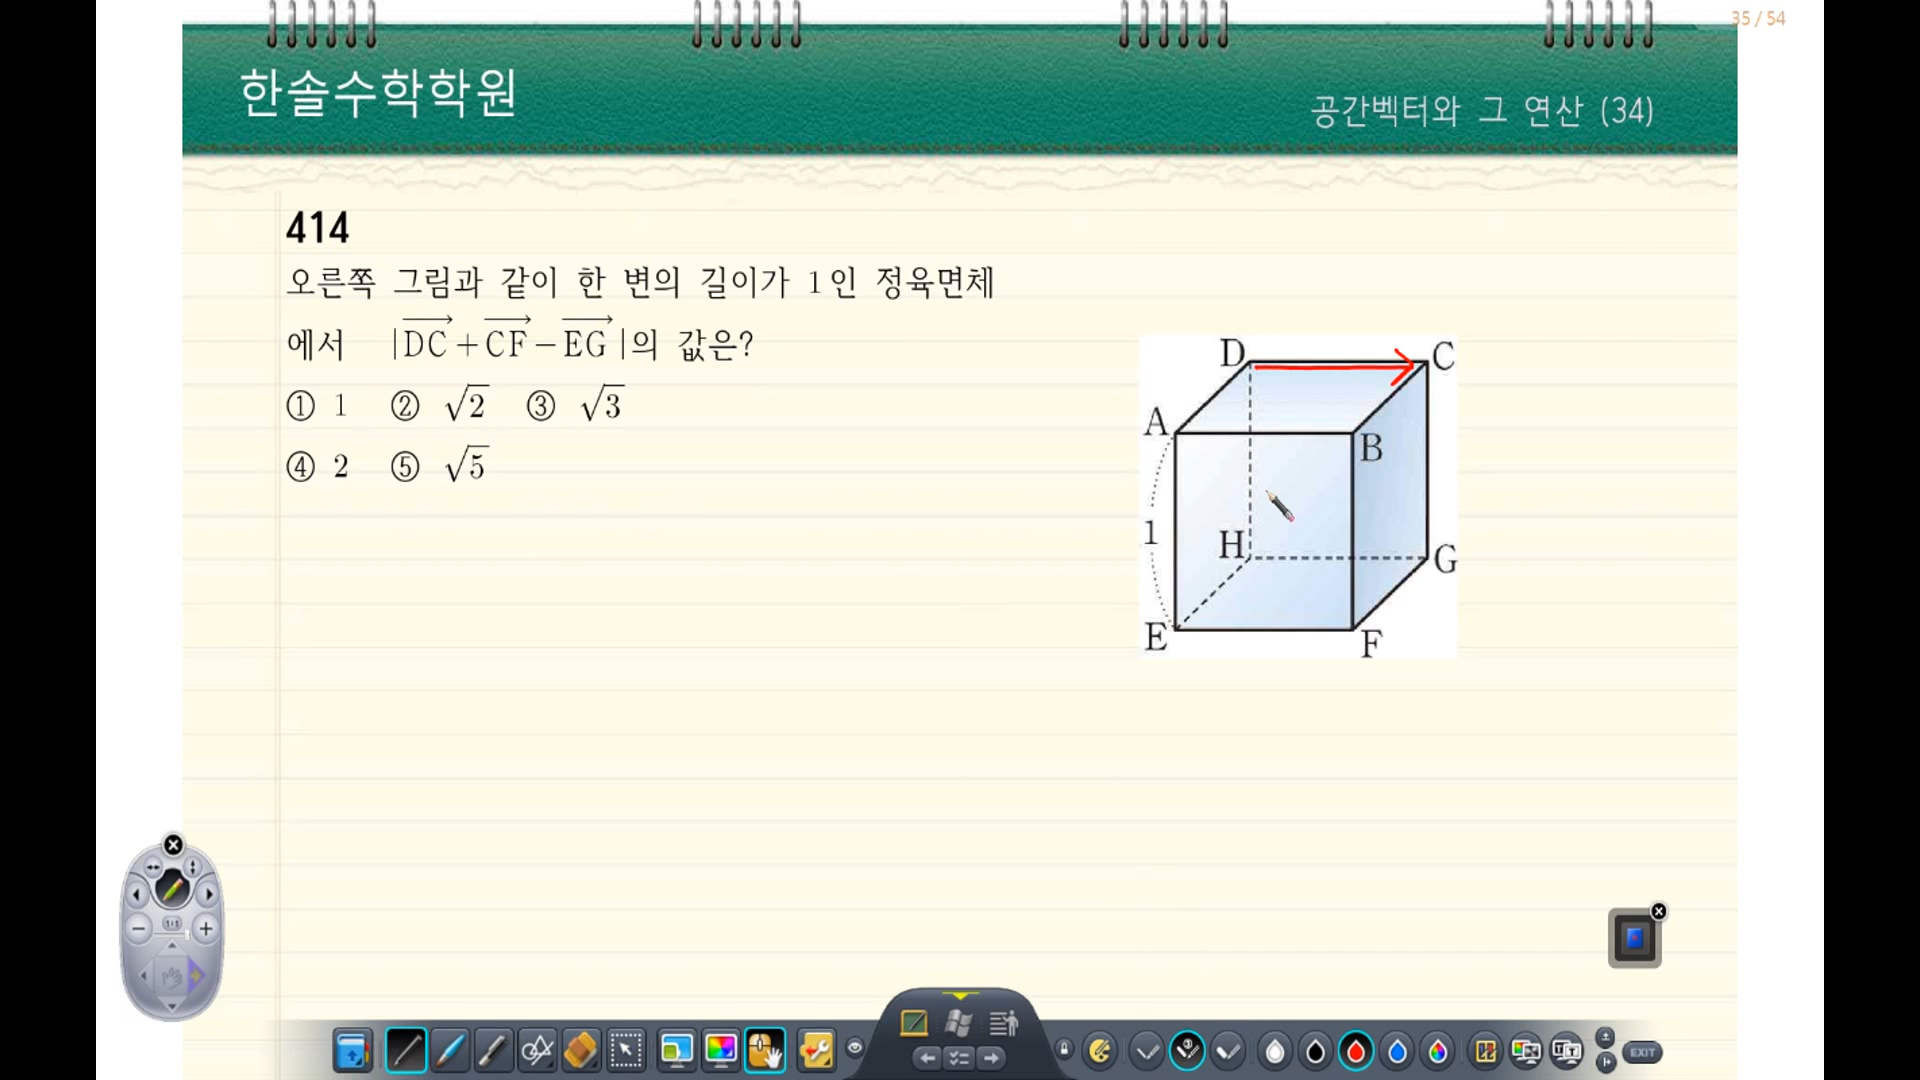 35 / 54
한솔수학학원
공간벡터와 그 연산 (34)
414
오른쪽 그림과 같이 한 변의 길이가 1인 정육면체
에서 |\overrightarrow{DC}+\overrightarrow{CF}-\overrightarrow{EG}|의 값은?
① 1 ② √2 ③ √3
④ 2 ⑤ √5
D C
A B
1
H G
E F
EXIT